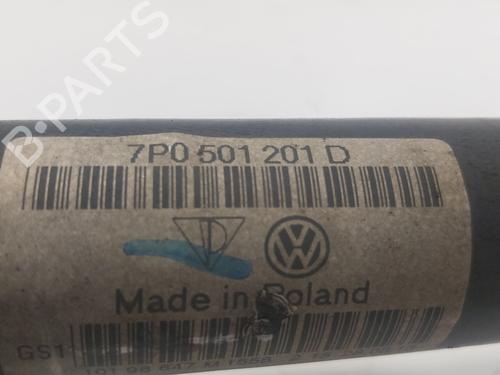 B-PARTS
7P0 501 201 D
Made in Poland
GS1